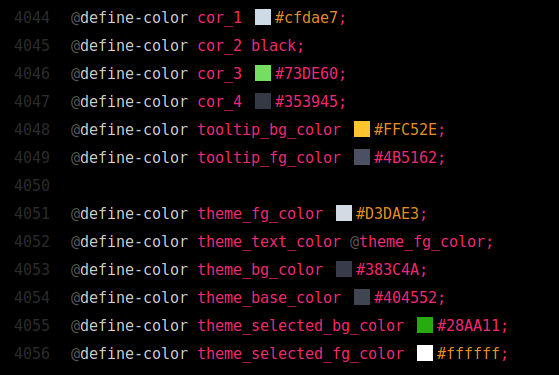 4044 @define-color cor_1 #cfdae7;
4045 @define-color cor_2 black;
4046 @define-color cor_3 #73DE60;
4047 @define-color cor_4 #353945;
4048 @define-color tooltip_bg_color #FFC52E;
4049 @define-color tooltip_fg_color #4B5162;
4050
4051 @define-color theme_fg_color #D3DAE3;
4052 @define-color theme_text_color @theme_fg_color;
4053 @define-color theme_bg_color #383C4A;
4054 @define-color theme_base_color #404552;
4055 @define-color theme_selected_bg_color #28AA11;
4056 @define-color theme_selected_fg_color #ffffff;